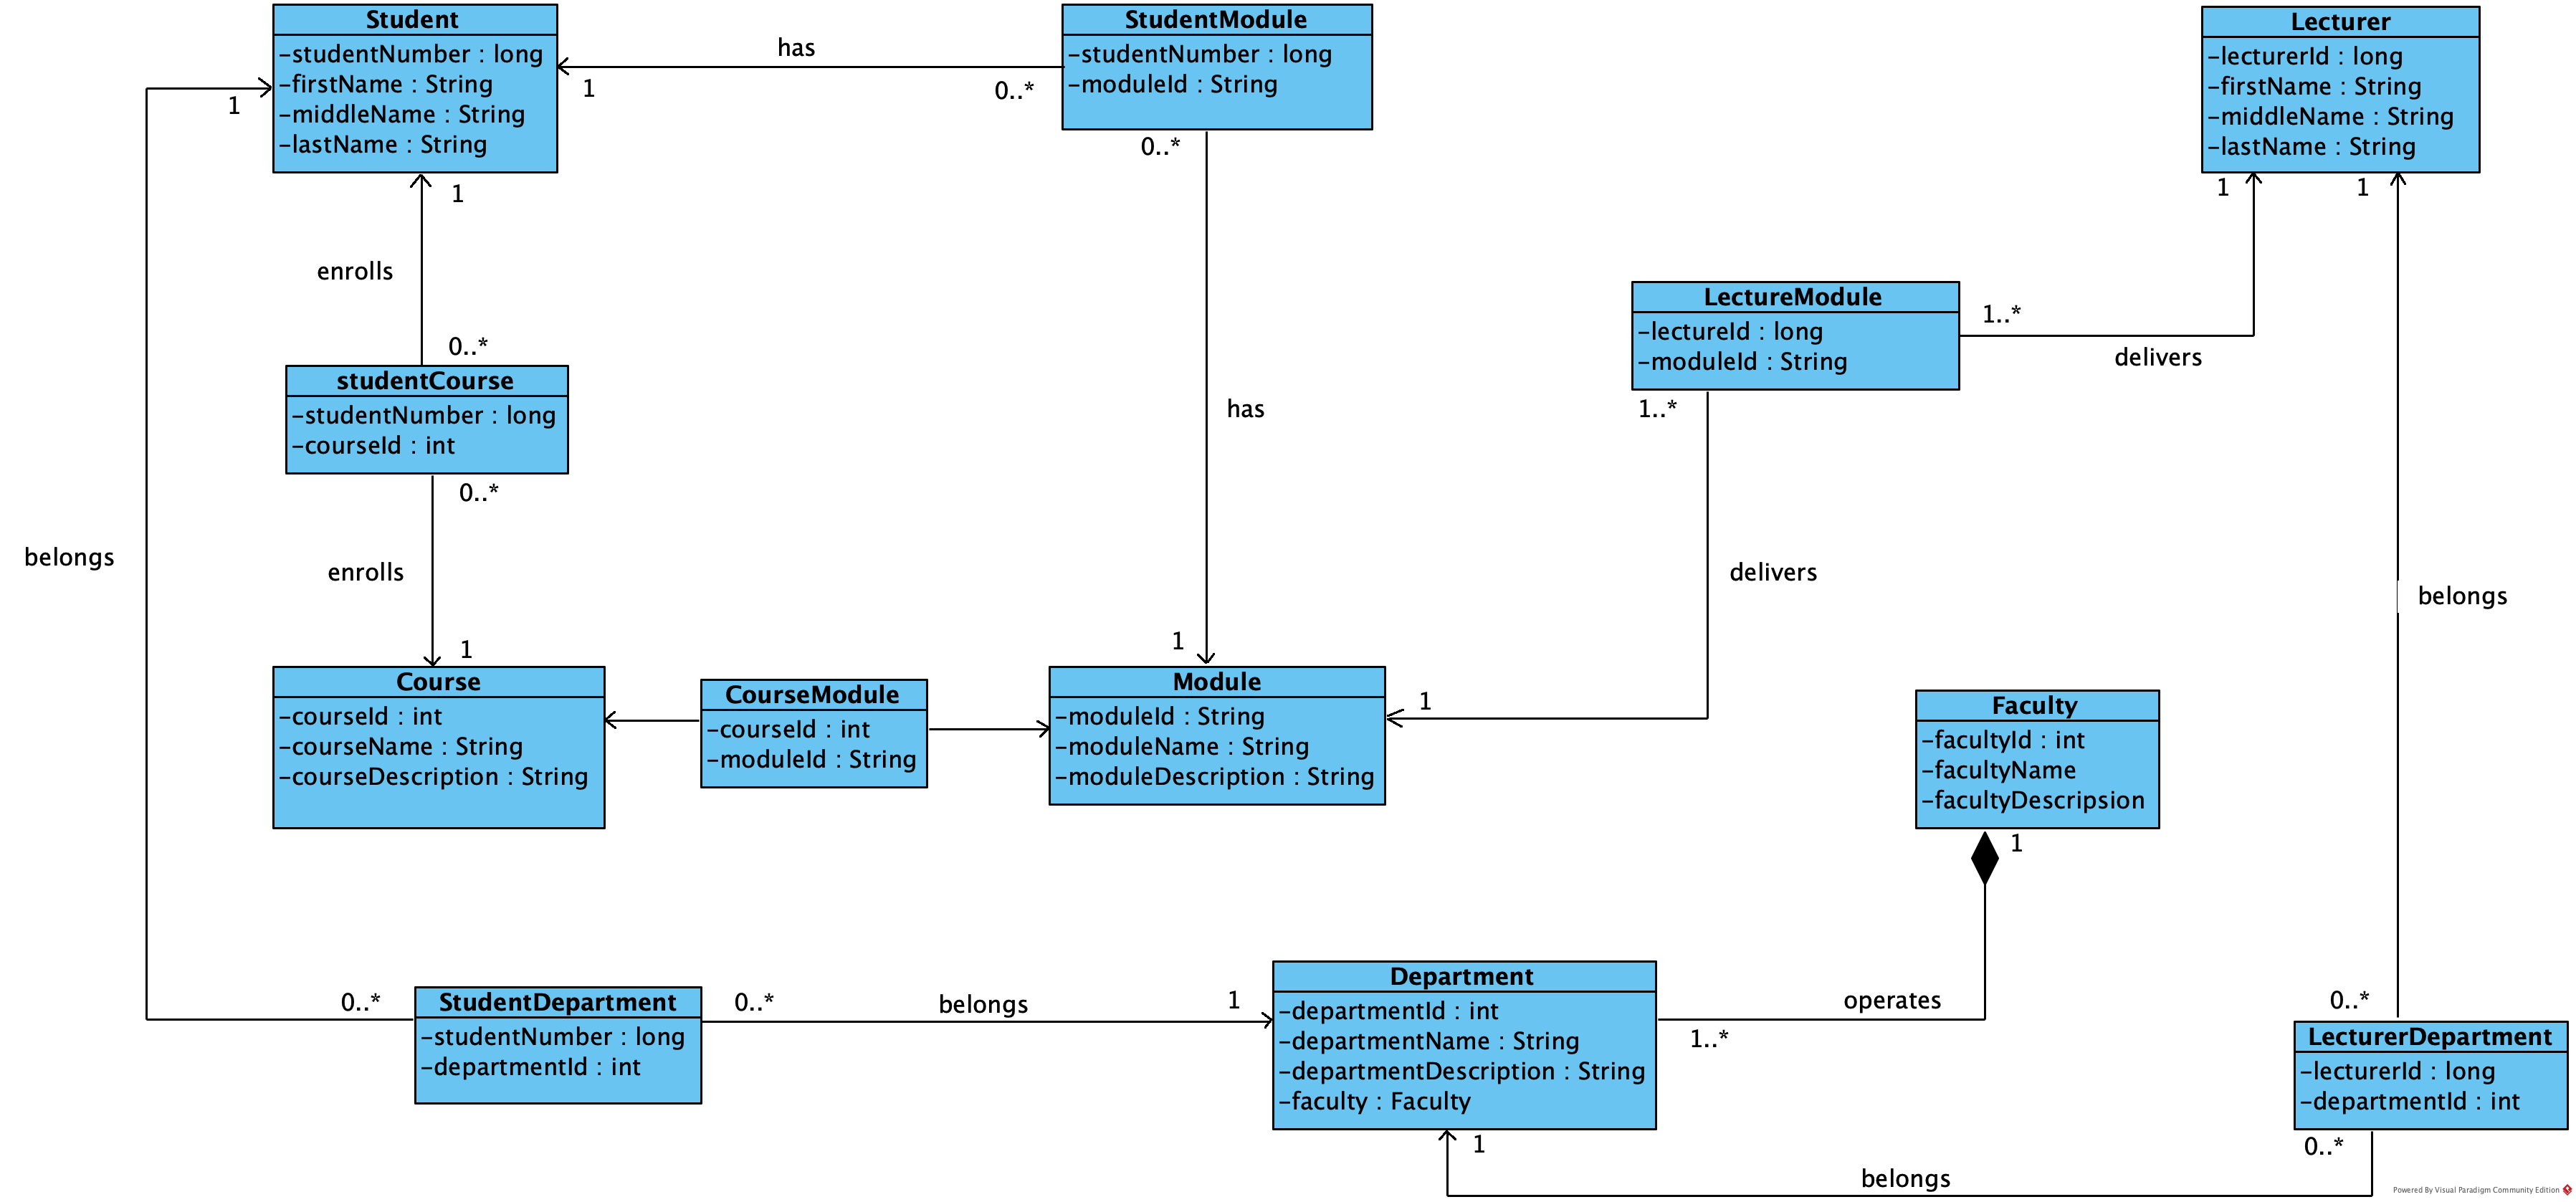 Student
-studentNumber : long
-firstName : String
-middleName : String
-lastName : String
has
1
0..*
StudentModule
-studentNumber : long
-moduleId : String
0..*
Lecturer
-lecturerId : long
-firstName : String
-middleName : String
-lastName : String
1
1
1
1
enrolls
0..*
studentCourse
-studentNumber : long
-courseId : int
0..*
enrolls
1
belongs
has
1
LectureModule
-lectureId : long
-moduleId : String
1..*
delivers
1..*
delivers
1
belongs
Course
-courseId : int
-courseName : String
-courseDescription : String
CourseModule
-courseId : int
-moduleId : String
Module
-moduleId : String
-moduleName : String
-moduleDescription : String
Faculty
-facultyId : int
-facultyName
-facultyDescripsion
1
0..*
StudentDepartment
-studentNumber : long
-departmentId : int
0..*
belongs
1
Department
-departmentId : int
-departmentName : String
-departmentDescription : String
-faculty : Faculty
operates
1..*
0..*
LecturerDepartment
-lecturerId : long
-departmentId : int
0..*
1
belongs
Powered By Visual Paradigm Community Edition